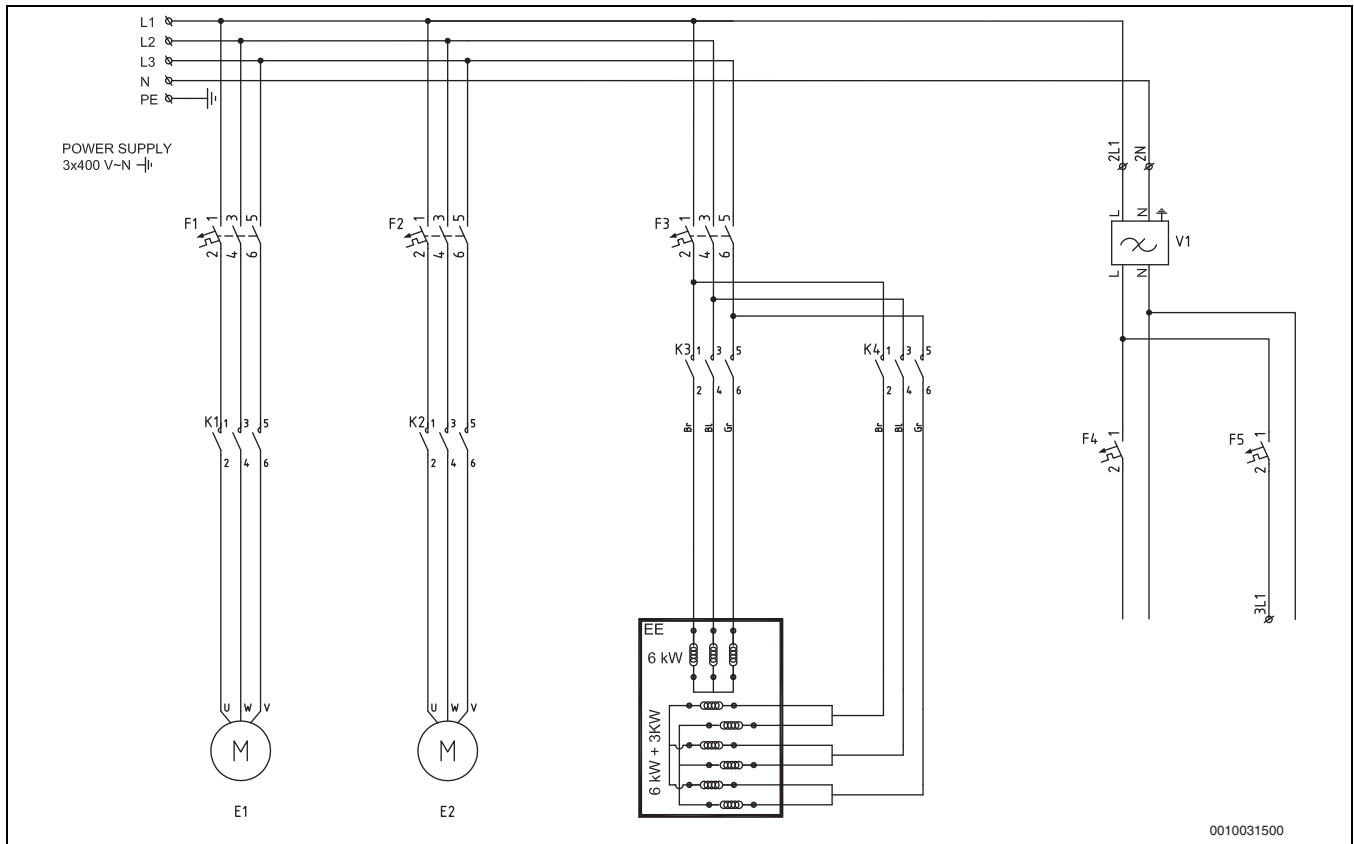 L1
L2
L3
N
PE
POWER SUPPLY
3x400 V~N
2L1 2N
F1 1 3 5
2 4 6
F2 1 3 5
2 4 6
F3 1 3 5
2 4 6
L N
V1
L N
K3 1 3 5
2 4 6
K4 1 3 5
2 4 6
K1 1 3 5
2 4 6
K2 1 3 5
2 4 6
Br Bl Gr
Br Bl Gr
F4 1
2
F5 1
2
3L1
EE
6 kW
6 kW + 3KW
U W V
M
E1
U W V
M
E2
0010031500